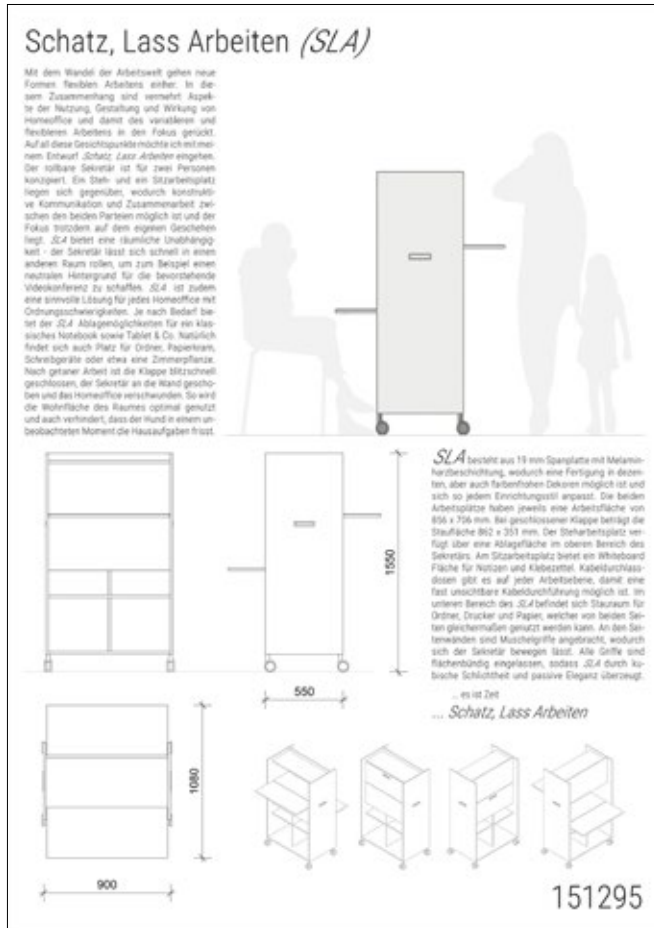 Schatz, Lass Arbeiten (SLA)
Mit dem Wandel der Arbeitswelt gehen neue
Formen flexiblen Arbeitens einher. In die-
sem Zusammenhang sind vermehrt Aspek-
te der Nutzung, Gestaltung und Wirkung von
Homeoffice und damit des variableren und
flexibleren Arbeitens in den Fokus gerückt.
Auf all diese Gesichtspunkte möchte ich mit mei-
nem Entwurf Schatz, Lass Arbeiten eingehen.
Der rollbare Sekretär ist für zwei Personen
konzipiert. Ein Steh- und ein Sitzarbeitsplatz
liegen sich gegenüber, wodurch konstrukti-
ve Kommunikation und Zusammenarbeit zwi-
schen den beiden Parteien möglich ist und der
Fokus trotzdem auf dem eigenen Geschehen
liegt. SLA bietet eine räumliche Unabhängig-
keit - der Sekretär lässt sich schnell in einen
anderen Raum rollen, um zum Beispiel einen
neutralen Hintergrund für die bevorstehende
Videokonferenz zu schaffen. SLA ist zudem
eine sinnvolle Lösung für jedes Homeoffice mit
Ordnungsschwierigkeiten. Je nach Bedarf bie-
tet der SLA Ablagemöglichkeiten für ein klas-
sisches Notebook sowie Tablet & Co. Natürlich
findet sich auch Platz für Ordner, Papierkram,
Schreibgeräte oder etwa eine Zimmerpflanze.
Nach getaner Arbeit ist die Klappe blitzschnell
geschlossen, der Sekretär an die Wand gescho-
ben und das Homeoffice verschwunden. So wird
die Wohnfläche des Raumes optimal genutzt
und auch verhindert, dass der Hund in einem un-
beobachteten Moment die Hausaufgaben frisst.
SLA besteht aus 19 mm Spanplatte mit Melamin-
harzbeschichtung, wodurch eine Fertigung in dezen-
ten, aber auch farbenfrohen Dekoren möglich ist und
sich so jedem Einrichtungsstil anpasst. Die beiden
Arbeitsplätze haben jeweils eine Arbeitsfläche von
856 x 706 mm. Bei geschlossener Klappe beträgt die
Staufläche 862 x 351 mm. Der Steharbeitsplatz ver-
fügt über eine Ablagefläche im oberen Bereich des
Sekretärs. Am Sitzarbeitsplatz bietet ein Whiteboard
Fläche für Notizen und Klebezettel. Kabeldurchlass-
dosen gibt es auf jeder Arbeitsebene, damit eine
fast unsichtbare Kabeldurchführung möglich ist. Im
unteren Bereich des SLA befindet sich Stauraum für
Ordner, Drucker und Papier, welcher von beiden Sei-
ten gleichermaßen genutzt werden kann. An den Sei-
tenwänden sind Muschelgriffe angebracht, wodurch
sich der Sekretär bewegen lässt. Alle Griffe sind
flächenbündig eingelassen, sodass SLA durch ku-
bische Schlichtheit und passive Eleganz überzeugt.
... es ist Zeit
... Schatz, Lass Arbeiten
1550
550
1080
900
151295